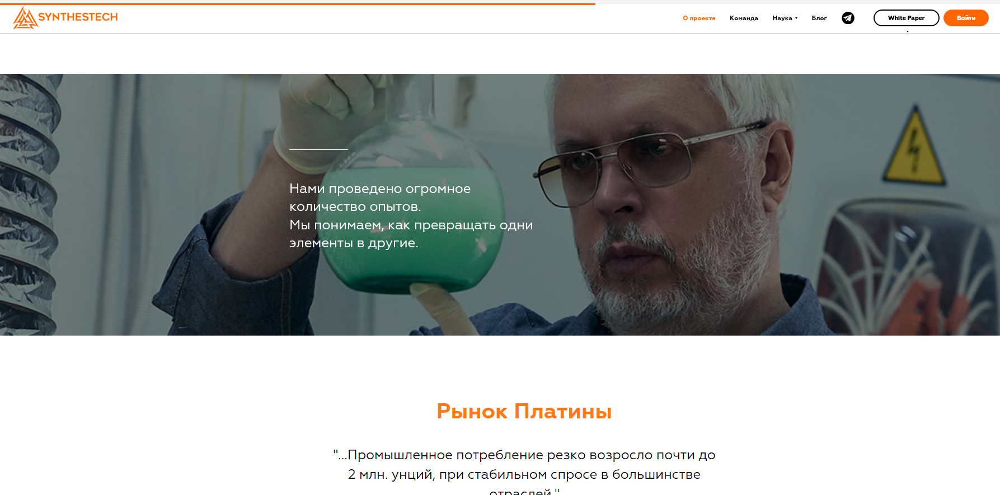 SYNTHESTECH
О проекте
Команда
Наука
Блог
White Paper
Войти
Нами проведено огромное
количество опытов.
Мы понимаем, как превращать одни
элементы в другие.
Рынок Платины
"...Промышленное потребление резко возросло почти до
2 млн. унций, при стабильном спросе в большинстве
отраслей."